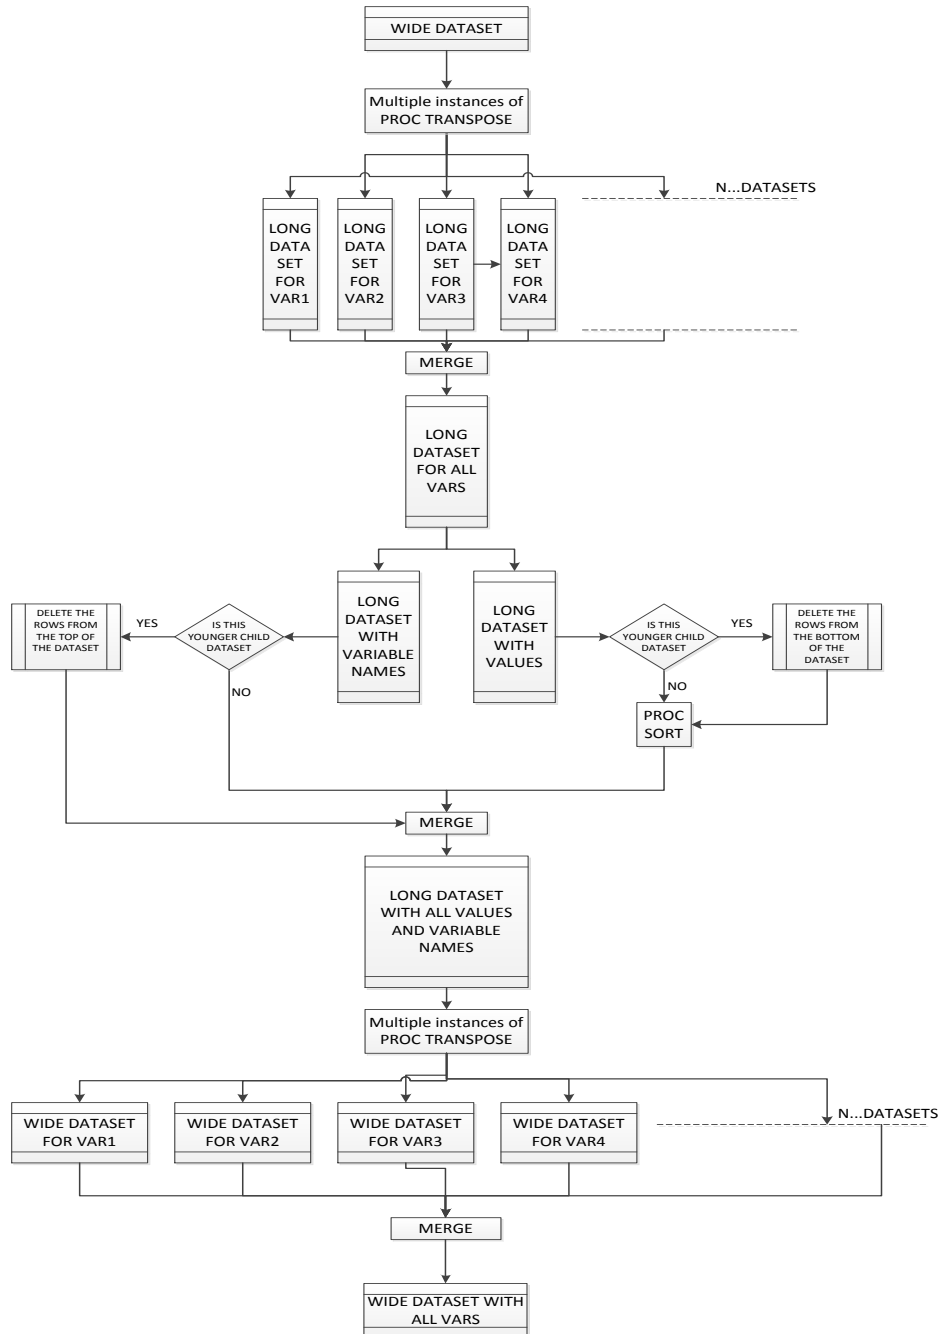 WIDE DATASET
Multiple instances of
PROC TRANSPOSE
N...DATASETS
LONG
DATA
SET
FOR
VAR1
LONG
DATA
SET
FOR
VAR2
LONG
DATA
SET
FOR
VAR3
LONG
DATA
SET
FOR
VAR4
MERGE
LONG
DATASET
FOR ALL
VARS
DELETE THE
ROWS FROM
THE TOP OF
THE DATASET
YES
IS THIS
YOUNGER CHILD
DATASET
NO
LONG
DATASET
WITH
VARIABLE
NAMES
LONG
DATASET
WITH
VALUES
IS THIS
YOUNGER CHILD
DATASET
YES
NO
DELETE THE
ROWS FROM
THE BOTTOM
OF THE
DATASET
PROC
SORT
MERGE
LONG DATASET
WITH ALL VALUES
AND VARIABLE
NAMES
Multiple instances of
PROC TRANSPOSE
WIDE DATASET
FOR VAR1
WIDE DATASET
FOR VAR2
WIDE DATASET
FOR VAR3
WIDE DATASET
FOR VAR4
N...DATASETS
MERGE
WIDE DATASET WITH
ALL VARS